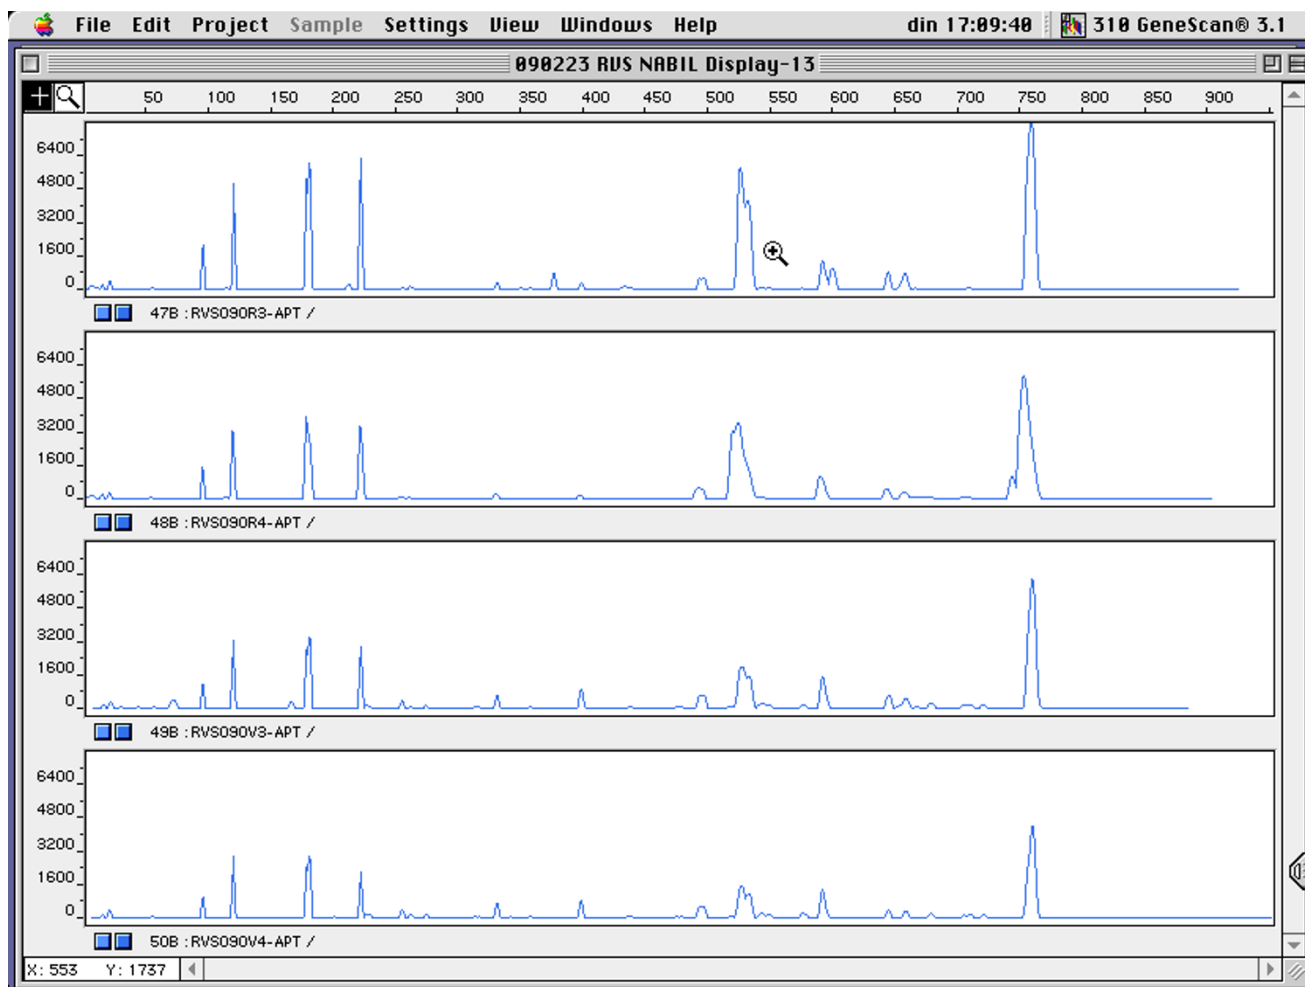 File Edit Project Sample Settings View Windows Help din 17:09:40 310 GeneScan® 3.1
090223 RVS NABIL Display-13
50 100 150 200 250 300 350 400 450 500 550 600 650 700 750 800 850 900
6400
4800
3200
1600
0
47B : RVS090R3-APT /
6400
4800
3200
1600
0
48B : RVS090R4-APT /
6400
4800
3200
1600
0
49B : RVS090V3-APT /
6400
4800
3200
1600
0
50B : RVS090V4-APT /
X: 553 Y: 1737